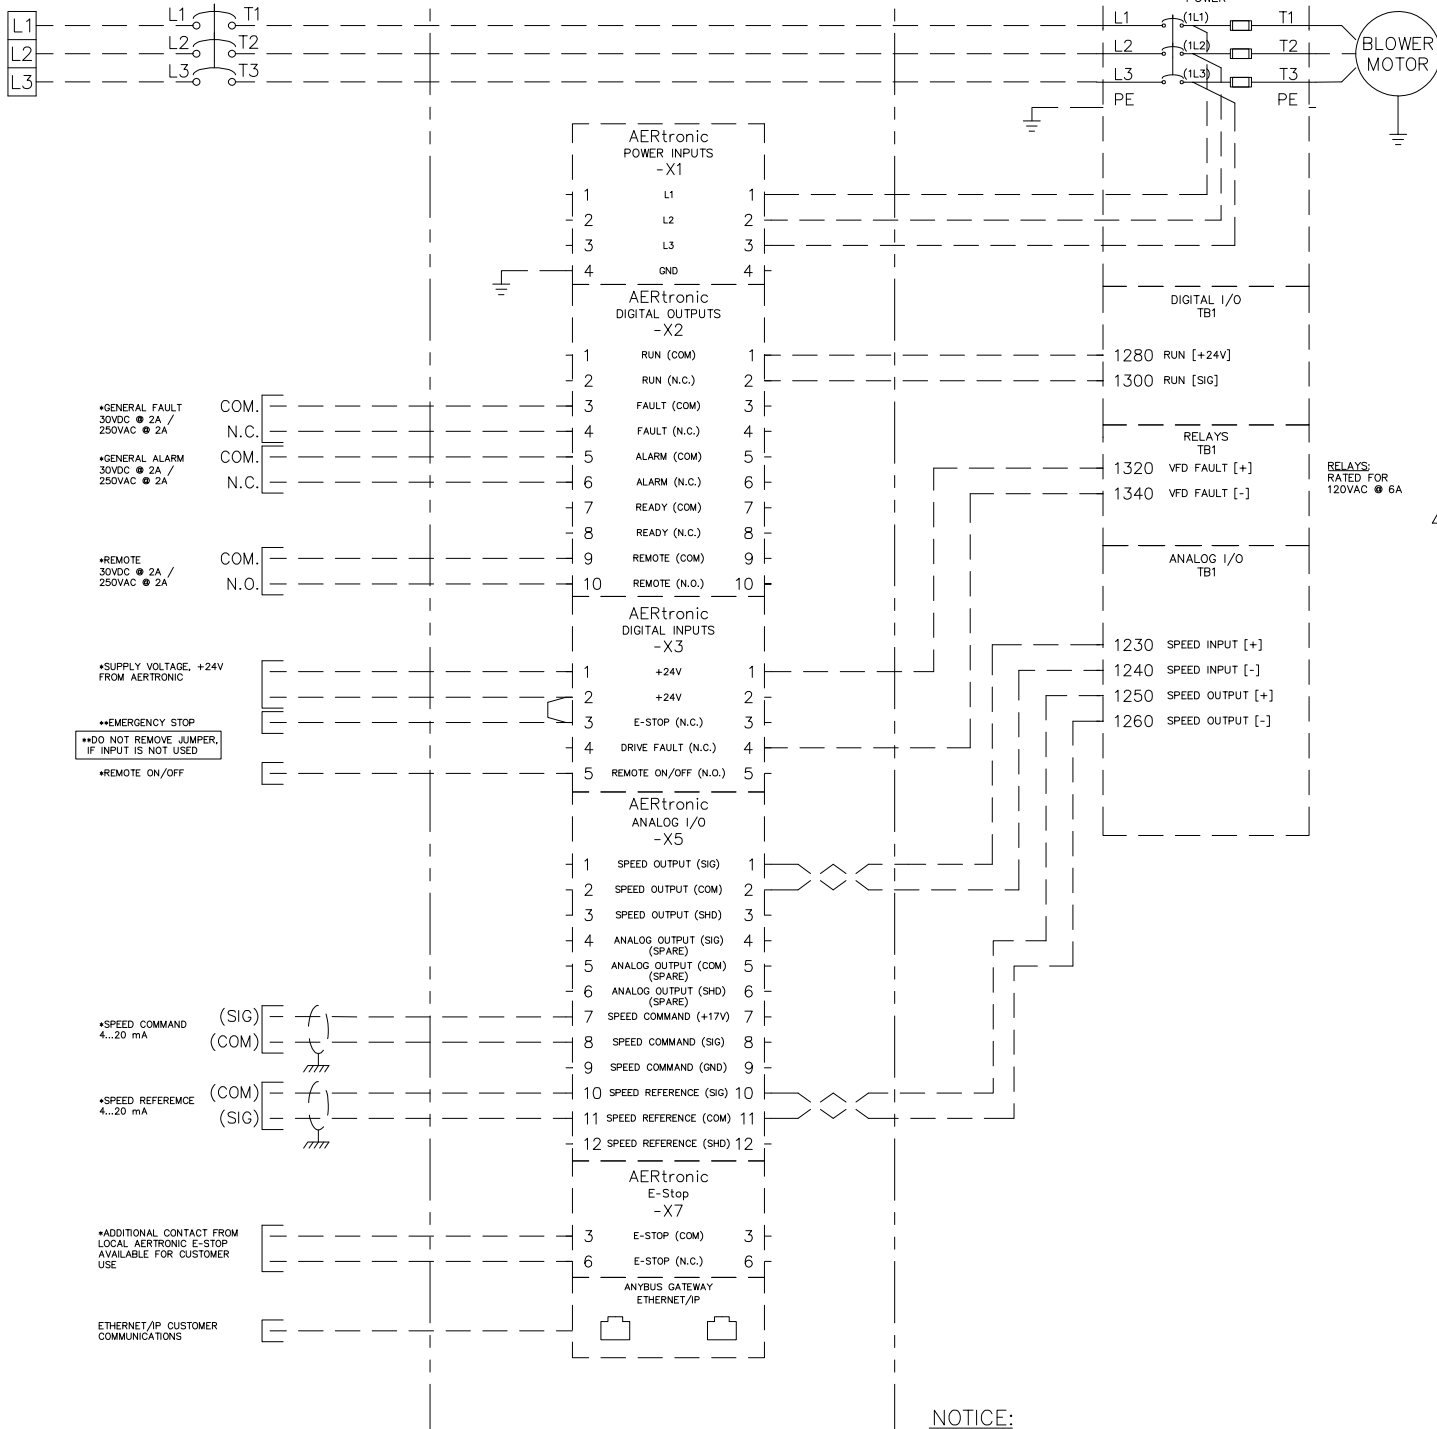 POWER
L1 L1 T1 L1 (1L1) T1
L2 L2 T2 L2 (1L2) T2 BLOWER
L3 L3 T3 L3 (1L3) T3 MOTOR
PE PE
AERtronic
POWER INPUTS
-X1
1 L1 1
2 L2 2
3 L3 3
4 GND 4
AERtronic
DIGITAL OUTPUTS
-X2
1 RUN (COM) 1
2 RUN (N.C.) 2
3 FAULT (COM) 3
4 FAULT (N.C.) 4
5 ALARM (COM) 5
6 ALARM (N.C.) 6
7 READY (COM) 7
8 READY (N.C.) 8
9 REMOTE (COM) 9
10 REMOTE (N.O.) 10
AERtronic
DIGITAL INPUTS
-X3
1 +24V 1
2 +24V 2
3 E-STOP (N.C.) 3
4 DRIVE FAULT (N.C.) 4
5 REMOTE ON/OFF (N.O.) 5
AERtronic
ANALOG I/O
-X5
1 SPEED OUTPUT (SIG) 1
2 SPEED OUTPUT (COM) 2
3 SPEED OUTPUT (SHD) 3
4 ANALOG OUTPUT (SIG) 4
(SPARE)
5 ANALOG OUTPUT (COM) 5
(SPARE)
6 ANALOG OUTPUT (SHD) 6
(SPARE)
7 SPEED COMMAND (+17V) 7
8 SPEED COMMAND (SIG) 8
9 SPEED COMMAND (GND) 9
10 SPEED REFERENCE (SIG) 10
11 SPEED REFERENCE (COM) 11
12 SPEED REFERENCE (SHD) 12
AERtronic
E-Stop
-X7
3 E-STOP (COM) 3
6 E-STOP (N.C.) 6
ANYBUS GATEWAY
ETHERNET/IP
*GENERAL FAULT
30VDC @ 2A /
250VAC @ 2A
COM.
N.C.
*GENERAL ALARM
30VDC @ 2A /
250VAC @ 2A
COM.
N.C.
*REMOTE
30VDC @ 2A /
250VAC @ 2A
COM.
N.O.
*SUPPLY VOLTAGE, +24V
FROM AERTRONIC
**EMERGENCY STOP
**DO NOT REMOVE JUMPER,
IF INPUT IS NOT USED
*REMOTE ON/OFF
*SPEED COMMAND
4...20 mA
(SIG)
(COM)
*SPEED REFEREMCE
4...20 mA
(COM)
(SIG)
*ADDITIONAL CONTACT FROM
LOCAL AERTRONIC E-STOP
AVAILABLE FOR CUSTOMER
USE
ETHERNET/IP CUSTOMER
COMMUNICATIONS
DIGITAL I/O
TB1
1280 RUN [+24V]
1300 RUN [SIG]
RELAYS
TB1
1320 VFD FAULT [+]
1340 VFD FAULT [-]
RELAYS:
RATED FOR
120VAC @ 6A
ANALOG I/O
TB1
1230 SPEED INPUT [+]
1240 SPEED INPUT [-]
1250 SPEED OUTPUT [+]
1260 SPEED OUTPUT [-]
NOTICE: